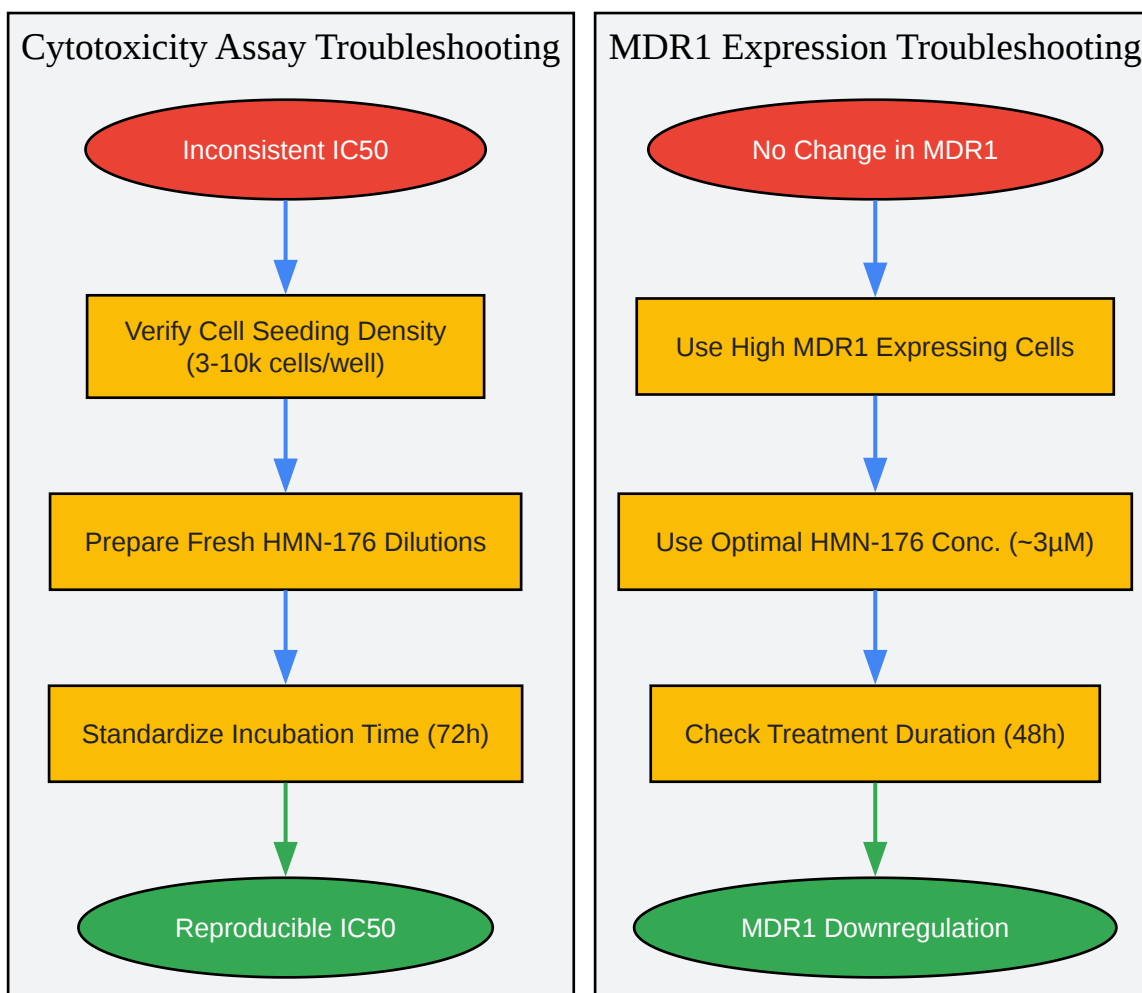 Cytotoxicity Assay Troubleshooting
Inconsistent IC50
Verify Cell Seeding Density
(3-10k cells/well)
Prepare Fresh HMN-176 Dilutions
Standardize Incubation Time (72h)
Reproducible IC50
MDR1 Expression Troubleshooting
No Change in MDR1
Use High MDR1 Expressing Cells
Use Optimal HMN-176 Conc. (~3µM)
Check Treatment Duration (48h)
MDR1 Downregulation